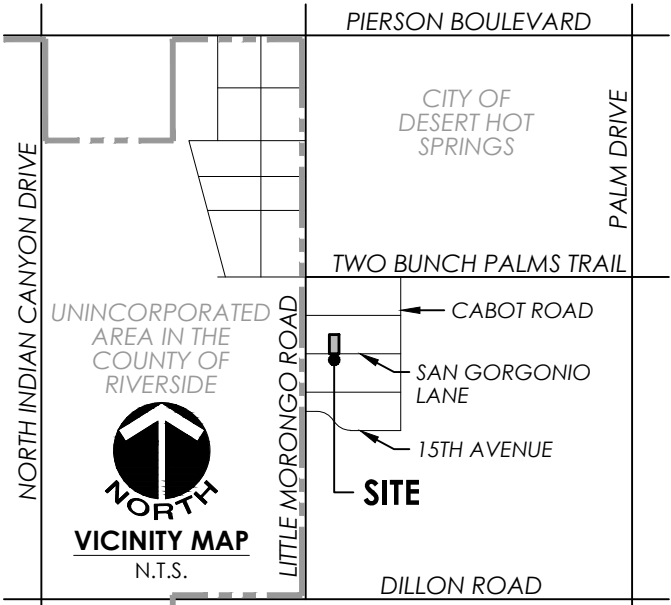 PIERSON BOULEVARD
CITY OF
DESERT HOT
SPRINGS
PALM DRIVE
NORTH INDIAN CANYON DRIVE
TWO BUNCH PALMS TRAIL
UNINCORPORATED
AREA IN THE
COUNTY OF
RIVERSIDE
LITTLE MORONGO ROAD
CABOT ROAD
SAN GORGONIO
LANE
15TH AVENUE
SITE
NORTH
VICINITY MAP
N.T.S.
DILLON ROAD